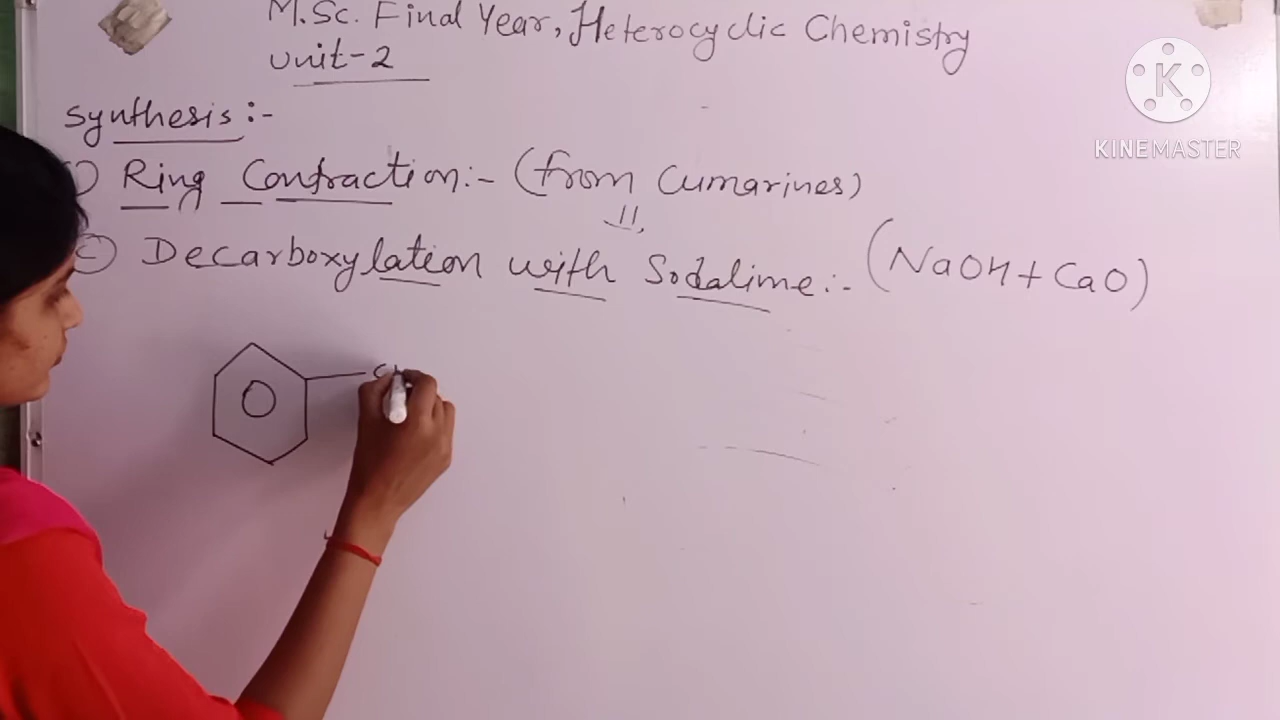 M.Sc. Final Year, Heterocyclic Chemistry
Unit-2
K
KINEMASTER
Synthesis:-
) Ring Contraction:- (from Cumarines)
C Decarboxylation with Sodalime:- (NaOH + CaO)